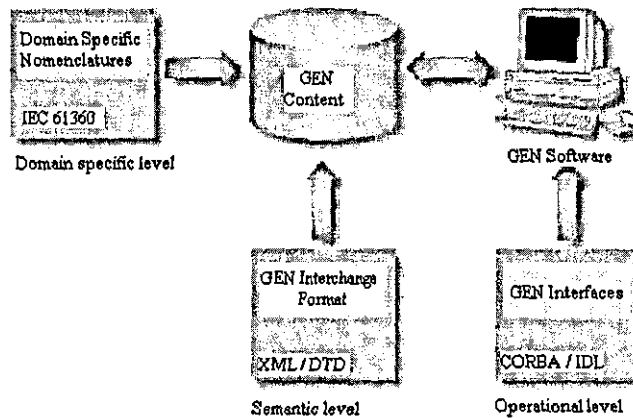 Domain Specific
Nomenclatures
IEC 61360
Domain specific level
GEN
Content
GEN Software
GEN Interchange
Format
XML / DTD
Semantic level
GEN Interfaces
CORBA / IDL
Operational level